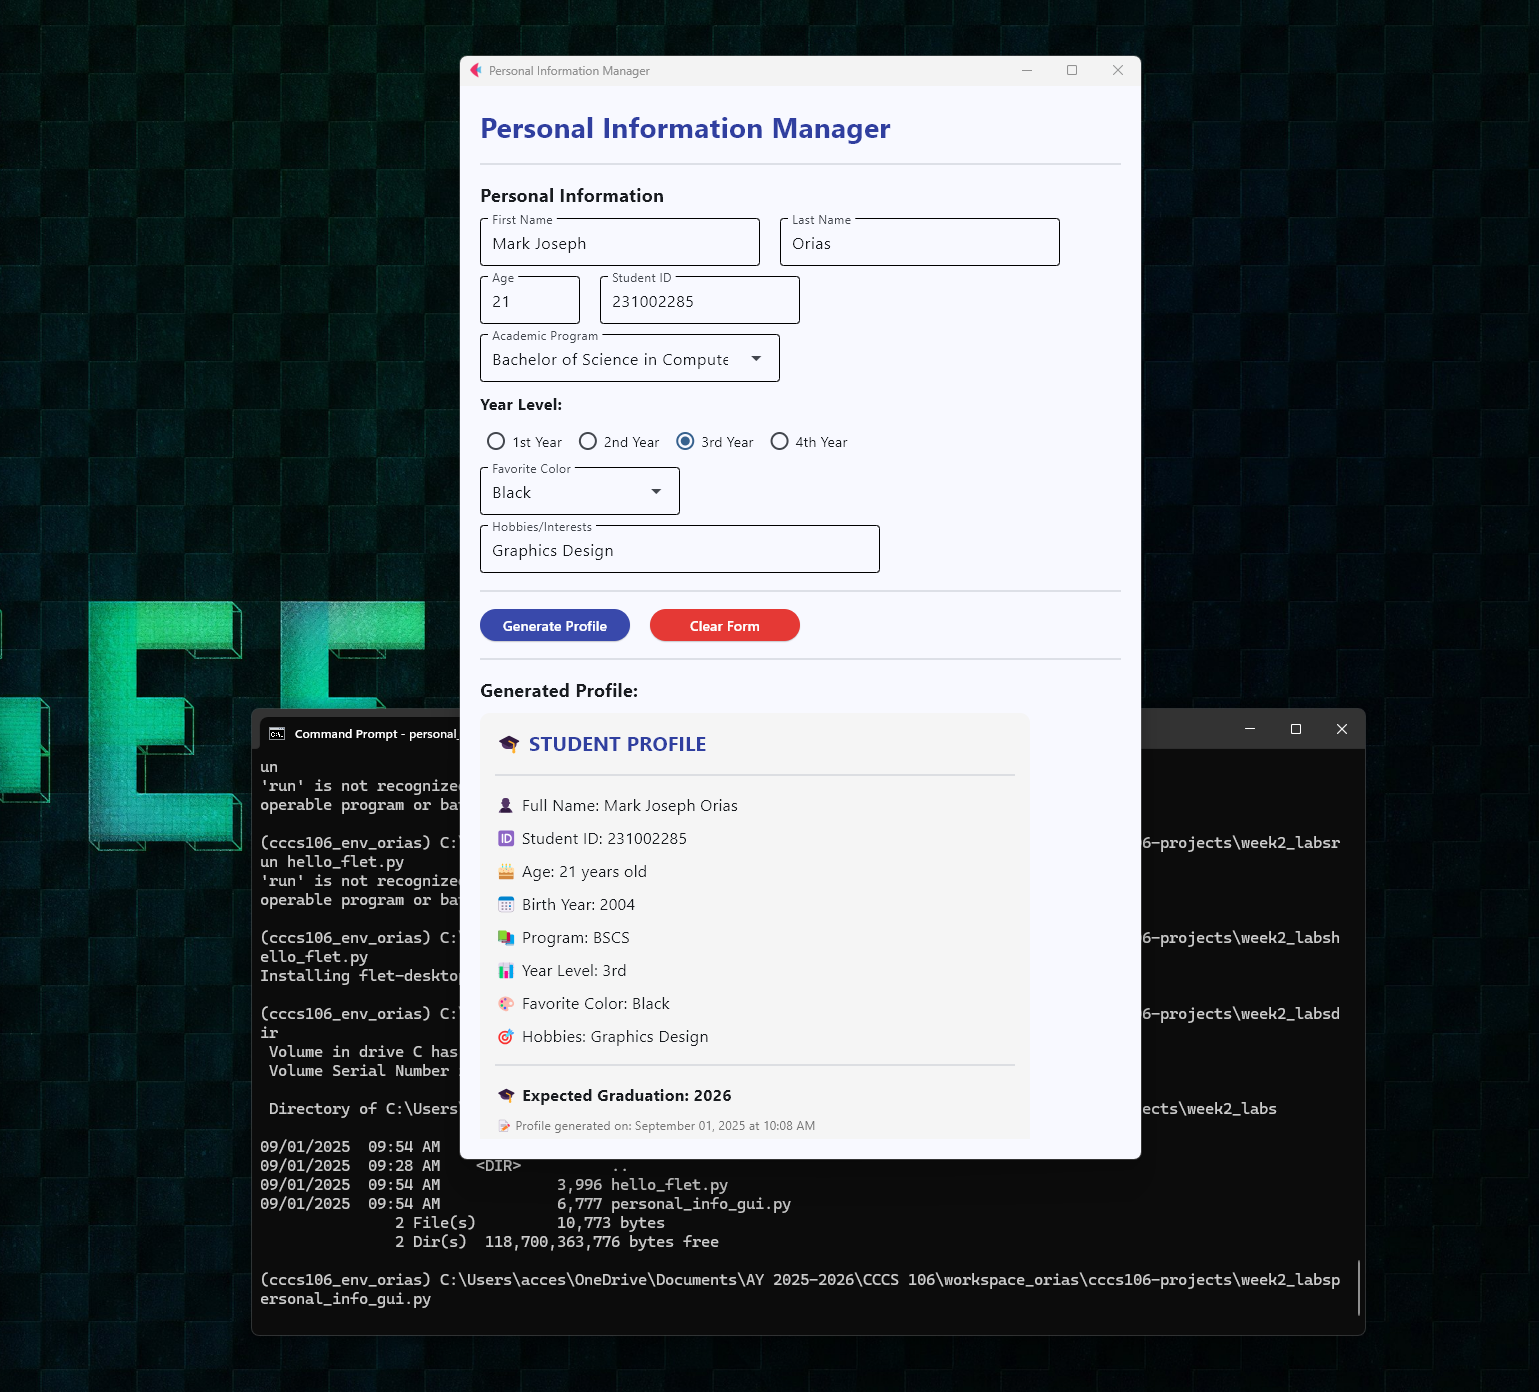 Personal Information Manager
Personal Information Manager
Personal Information
First Name
Last Name
Mark Joseph
Orias
Age
Student ID
21
231002285
Academic Program
Bachelor of Science in Compute
Year Level:
1st Year
2nd Year
3rd Year
4th Year
Favorite Color
Black
Hobbies/Interests
Graphics Design
Generate Profile
Clear Form
Generated Profile:
STUDENT PROFILE
Full Name: Mark Joseph Orias
ID Student ID: 231002285
Age: 21 years old
Birth Year: 2004
Program: BSCS
Year Level: 3rd
Favorite Color: Black
Hobbies: Graphics Design
Expected Graduation: 2026
Profile generated on: September 01, 2025 at 10:08 AM
EE
Command Prompt - personal_
un
'run' is not recognized
operable program or ba
(cccs106_env_orias) C:\ 6-projects\week2_labsr
un hello_flet.py
'run' is not recognized
operable program or ba
(cccs106_env_orias) C:\ 6-projects\week2_labsh
ello_flet.py
Installing flet-desktop
(cccs106_env_orias) C:\ 6-projects\week2_labsd
ir
Volume in drive C has
Volume Serial Number
Directory of C:\Users\ ects\week2_labs
09/01/2025  09:54 AM
09/01/2025  09:28 AM    <DIR>          ..
09/01/2025  09:54 AM             3,996 hello_flet.py
09/01/2025  09:54 AM             6,777 personal_info_gui.py
2 File(s)         10,773 bytes
2 Dir(s)  118,700,363,776 bytes free
(cccs106_env_orias) C:\Users\acces\OneDrive\Documents\AY 2025-2026\CCCS 106\workspace_orias\cccs106-projects\week2_labsp
ersonal_info_gui.py